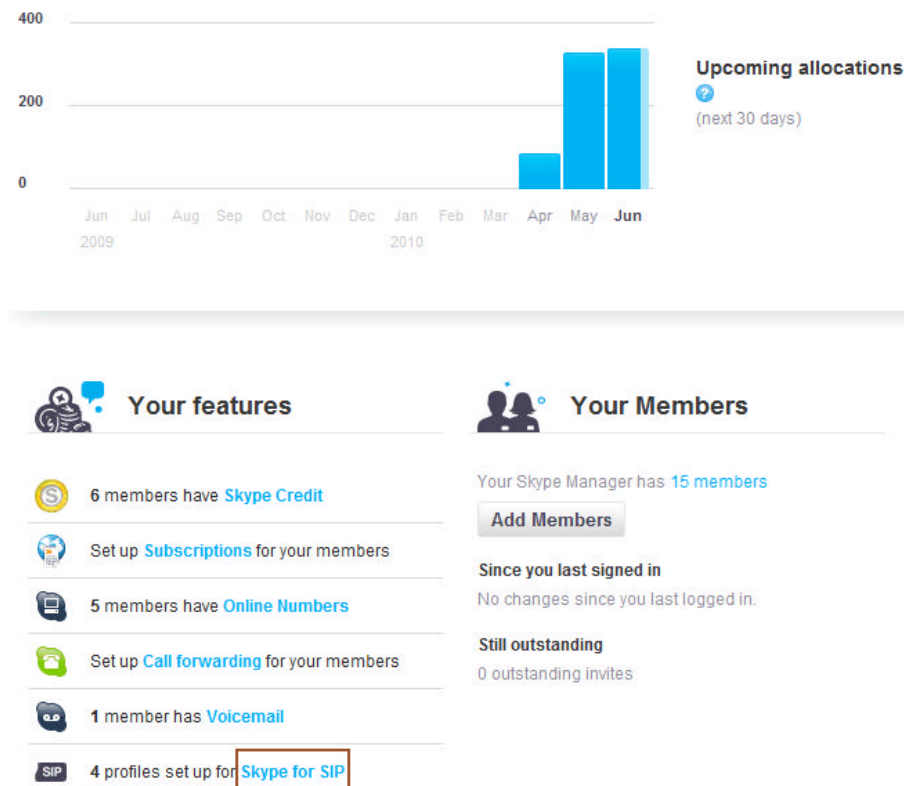 400
Upcoming allocations
?
200
(next 30 days)
0
Jun Jul Aug Sep Oct Nov Dec Jan Feb Mar Apr May Jun
2009 2010
Your features
Your Members
6 members have Skype Credit
Set up Subscriptions for your members
5 members have Online Numbers
Set up Call forwarding for your members
1 member has Voicemail
SIP 4 profiles set up for Skype for SIP
Your Skype Manager has 15 members
Add Members
Since you last signed in
No changes since you last logged in.
Still outstanding
0 outstanding invites